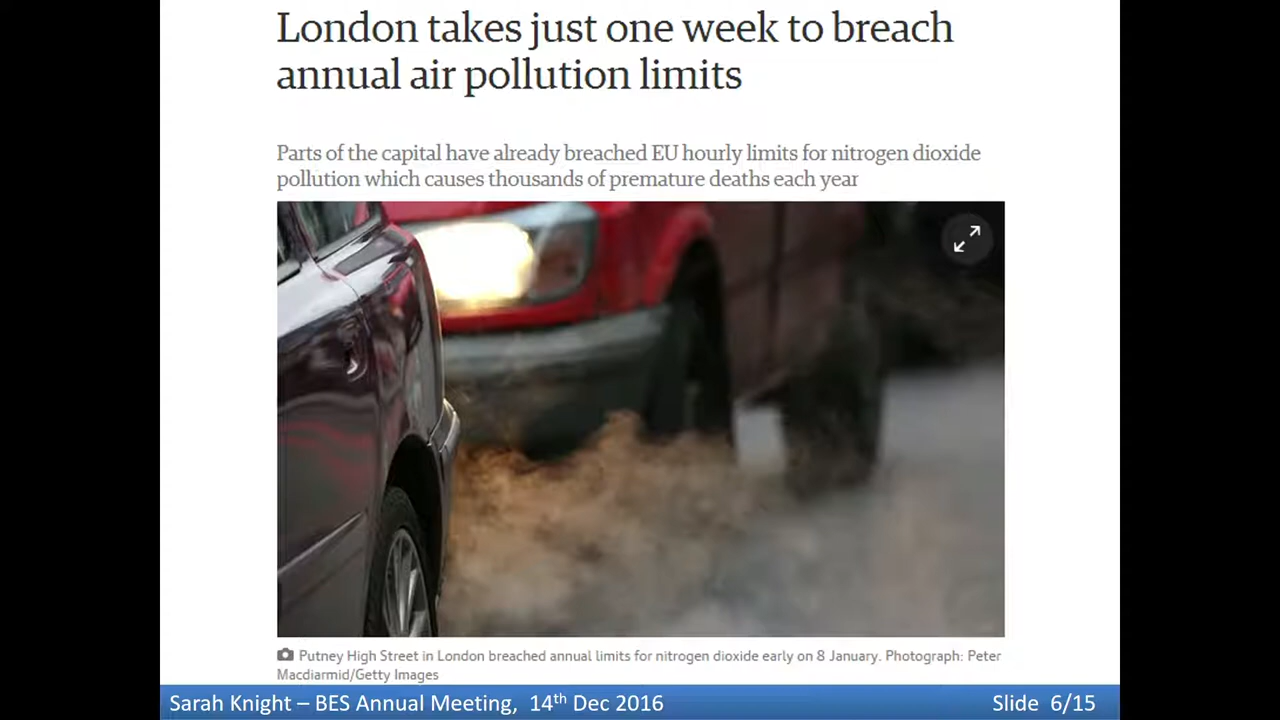 London takes just one week to breach
annual air pollution limits
Parts of the capital have already breached EU hourly limits for nitrogen dioxide
pollution which causes thousands of premature deaths each year
Putney High Street in London breached annual limits for nitrogen dioxide early on 8 January. Photograph: Peter
Macdiarmid/Getty Images
Sarah Knight – BES Annual Meeting, 14th Dec 2016 Slide 6/15